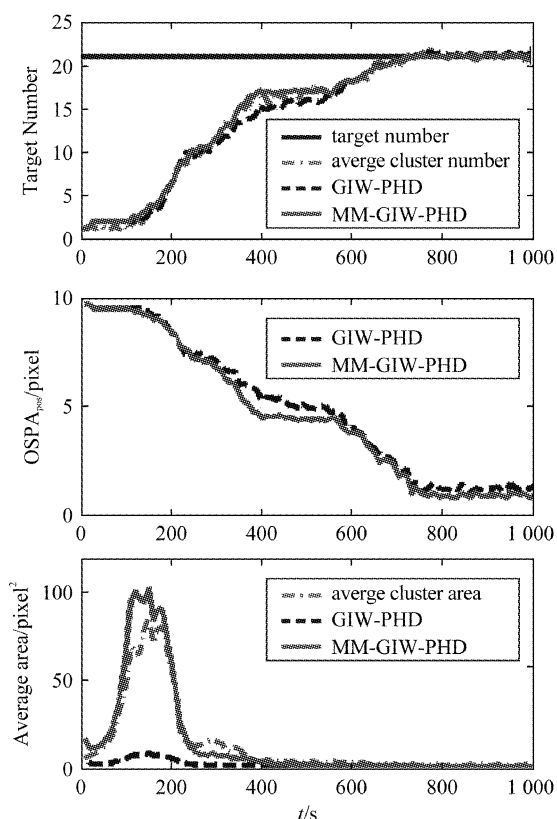 25
20
15
10
5
0
Target Number
target number
averge cluster number
GIW-PHD
MM-GIW-PHD
0 200 400 600 800 1 000
10
5
0
OSPApos/pixel
GIW-PHD
MM-GIW-PHD
0 200 400 600 800 1 000
100
50
0
Average area/pixel²
averge cluster area
GIW-PHD
MM-GIW-PHD
0 200 400 600 800 1 000
t/s